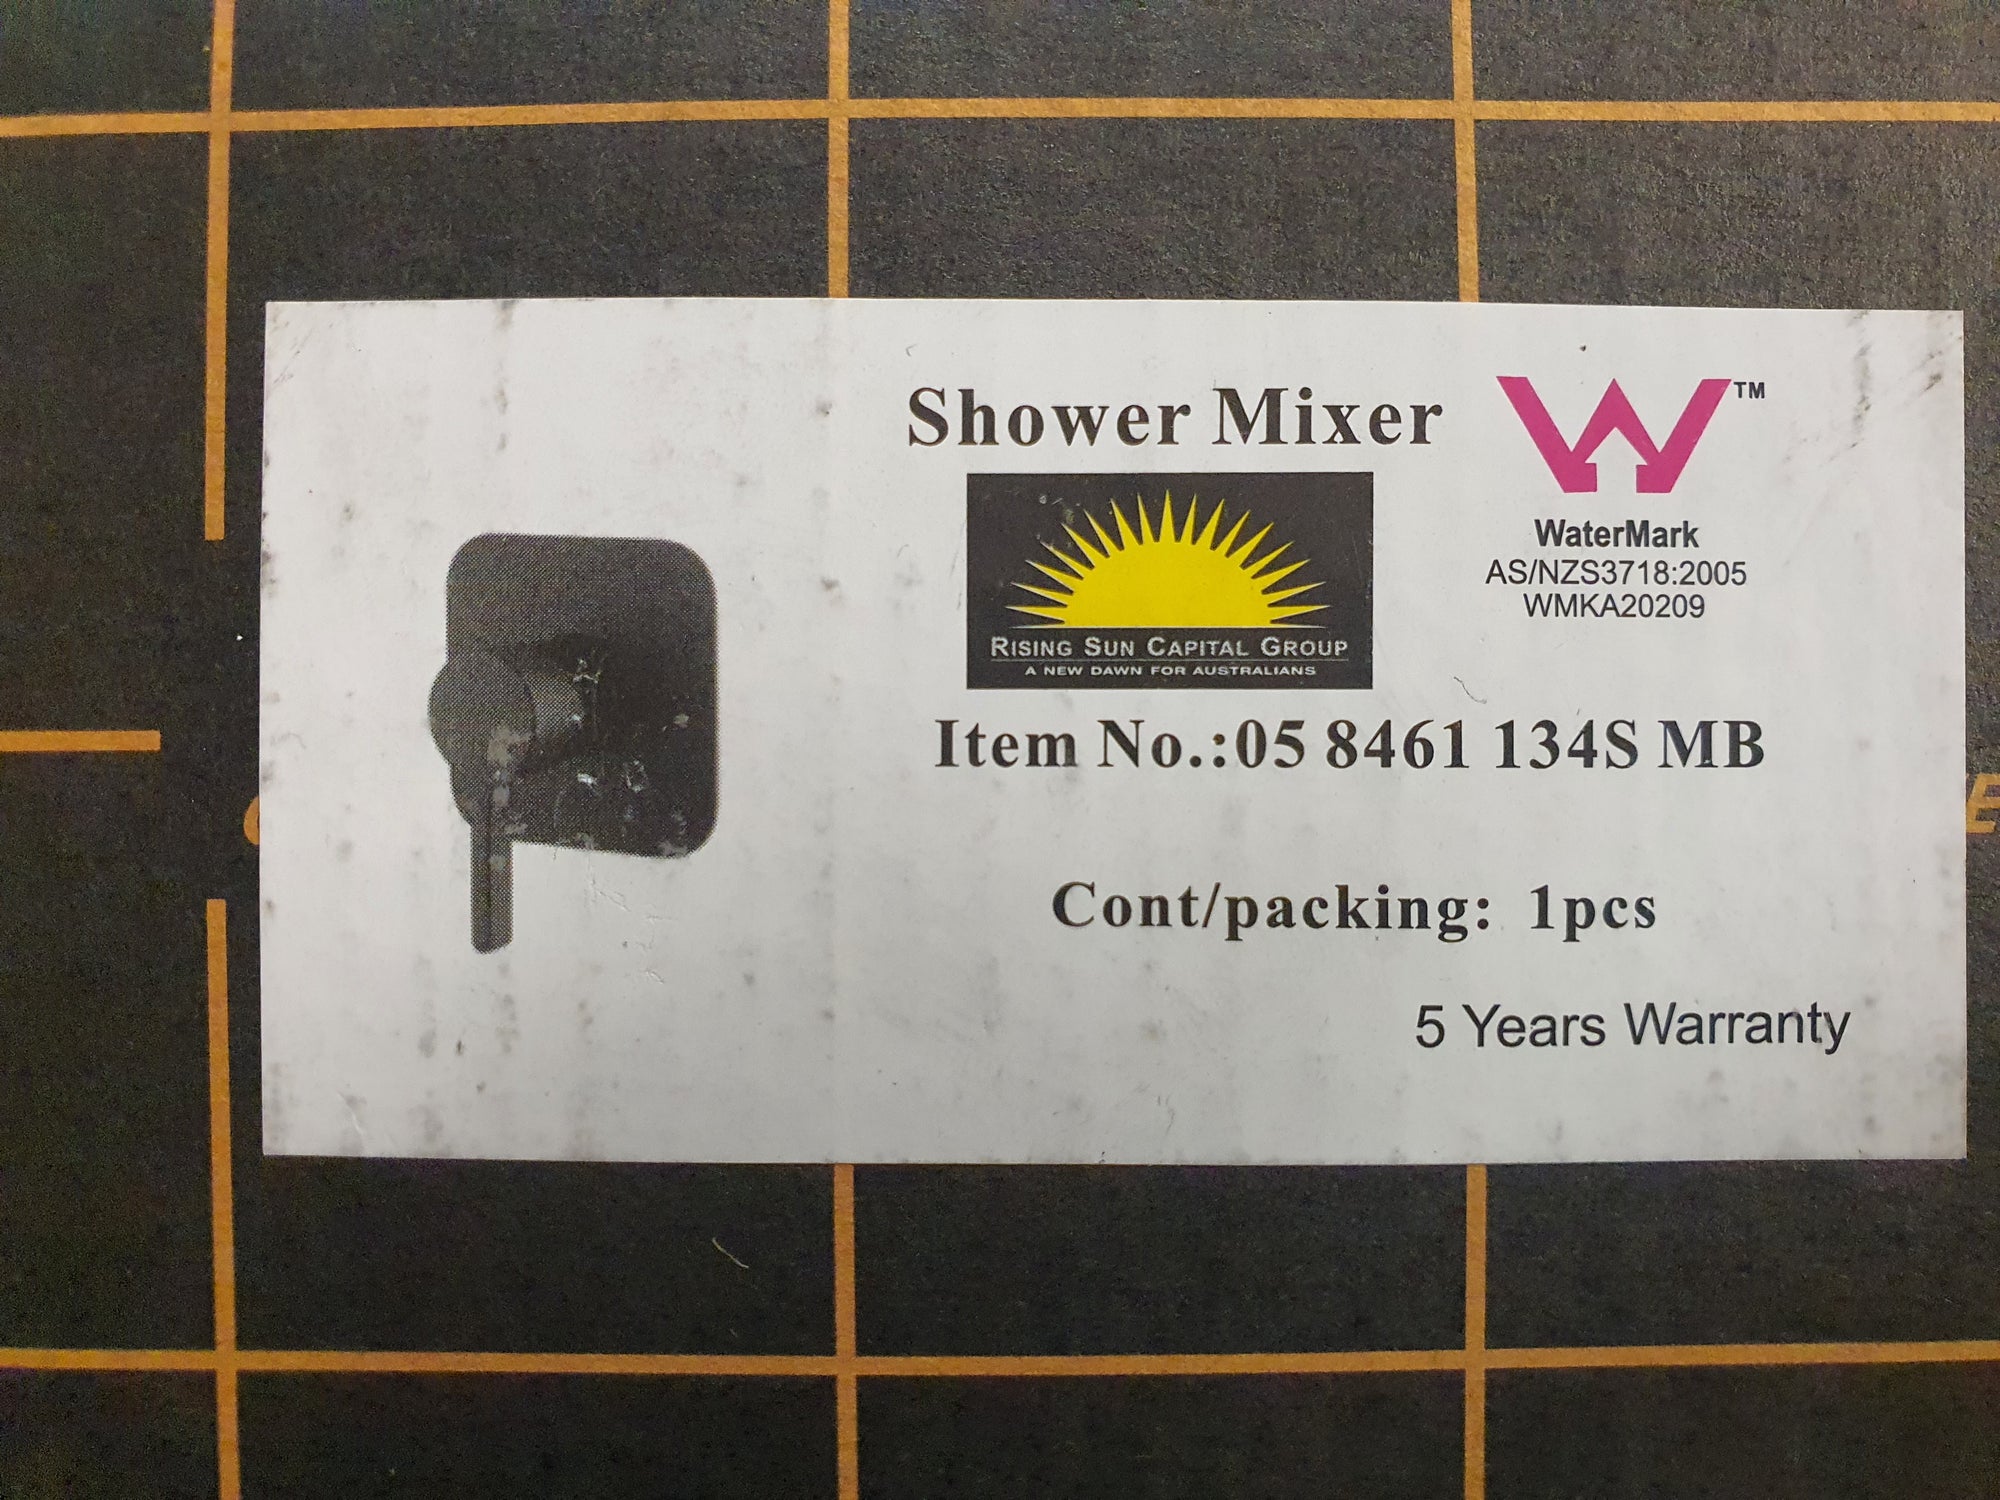 Shower Mixer
TM
WaterMark
AS/NZS3718:2005
WMKA20209
RISING SUN CAPITAL GROUP
A NEW DAWN FOR AUSTRALIANS
Item No.:05 8461 134S MB
Cont/packing: 1pcs
5 Years Warranty